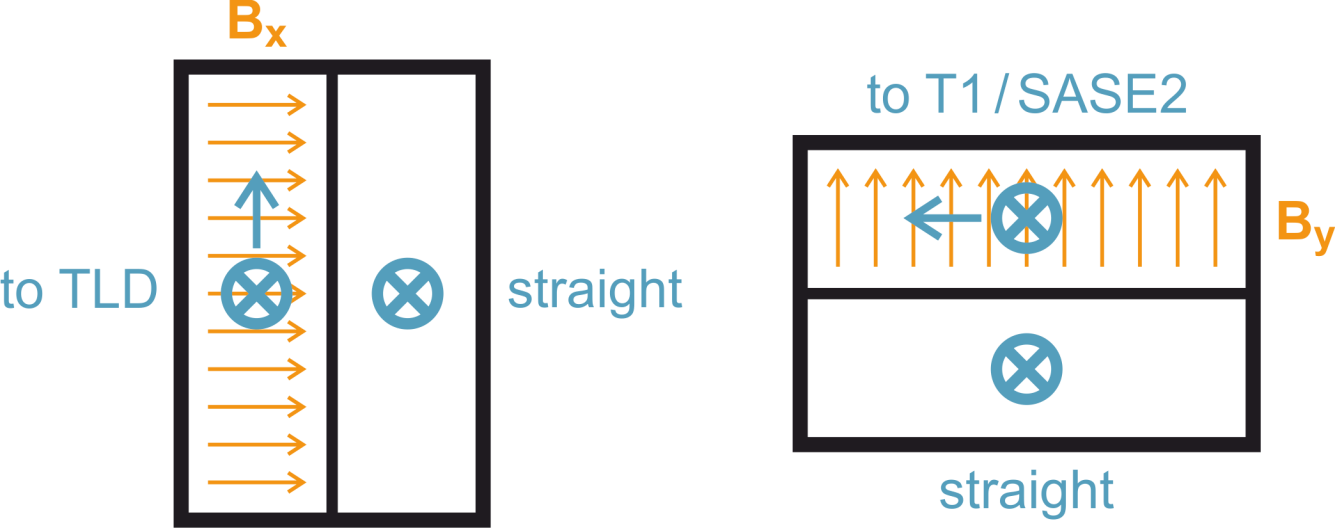 Bx
to TLD
straight
to T1/SASE2
By
straight